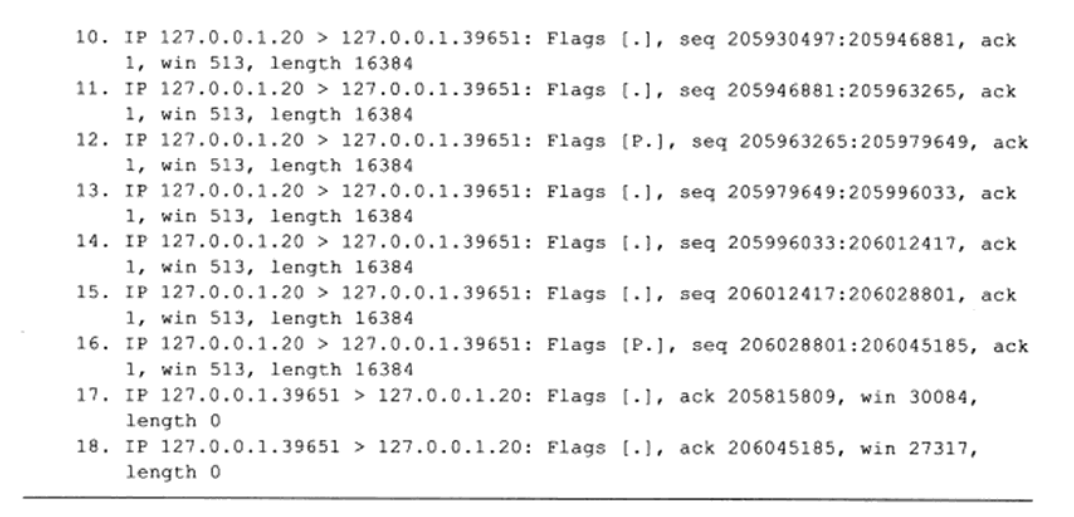 10. IP 127.0.0.1.20 > 127.0.0.1.39651: Flags [.], seq 205930497:205946881, ack
1, win 513, length 16384
11. IP 127.0.0.1.20 > 127.0.0.1.39651: Flags [.], seq 205946881:205963265, ack
1, win 513, length 16384
12. IP 127.0.0.1.20 > 127.0.0.1.39651: Flags [P.], seq 205963265:205979649, ack
1, win 513, length 16384
13. IP 127.0.0.1.20 > 127.0.0.1.39651: Flags [.], seq 205979649:205996033, ack
1, win 513, length 16384
14. IP 127.0.0.1.20 > 127.0.0.1.39651: Flags [.], seq 205996033:206012417, ack
1, win 513, length 16384
15. IP 127.0.0.1.20 > 127.0.0.1.39651: Flags [.], seq 206012417:206028801, ack
1, win 513, length 16384
16. IP 127.0.0.1.20 > 127.0.0.1.39651: Flags [P.], seq 206028801:206045185, ack
1, win 513, length 16384
17. IP 127.0.0.1.39651 > 127.0.0.1.20: Flags [.], ack 205815809, win 30084,
length 0
18. IP 127.0.0.1.39651 > 127.0.0.1.20: Flags [.], ack 206045185, win 27317,
length 0